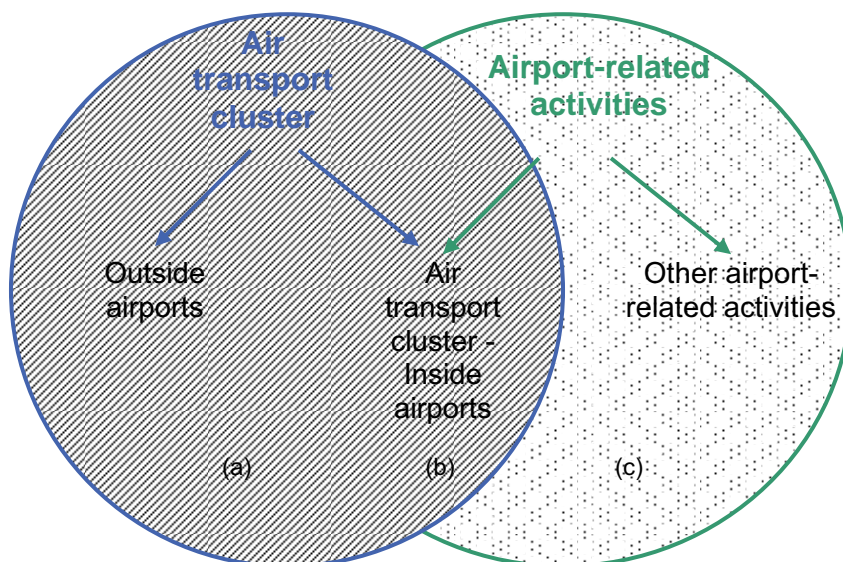 Air
transport
cluster
Airport-related
activities
Outside
airports
Air
transport
cluster -
Inside
airports
Other airport-
related activities
(a)
(b)
(c)